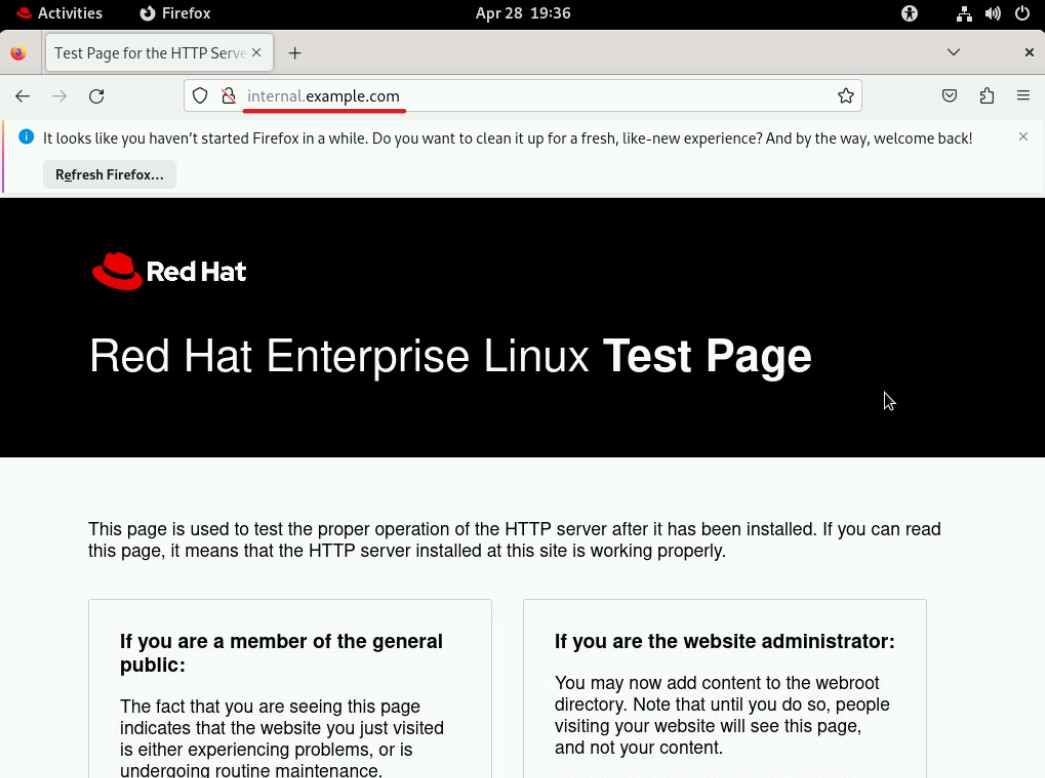 Activities Firefox Apr 28 19:36
Test Page for the HTTP Serve
internal.example.com
It looks like you haven't started Firefox in a while. Do you want to clean it up for a fresh, like-new experience? And by the way, welcome back!
Refresh Firefox...
Red Hat
Red Hat Enterprise Linux Test Page
This page is used to test the proper operation of the HTTP server after it has been installed. If you can read
this page, it means that the HTTP server installed at this site is working properly.
If you are a member of the general
public:
The fact that you are seeing this page
indicates that the website you just visited
is either experiencing problems, or is
undergoing routine maintenance.
If you are the website administrator:
You may now add content to the webroot
directory. Note that until you do so, people
visiting your website will see this page,
and not your content.